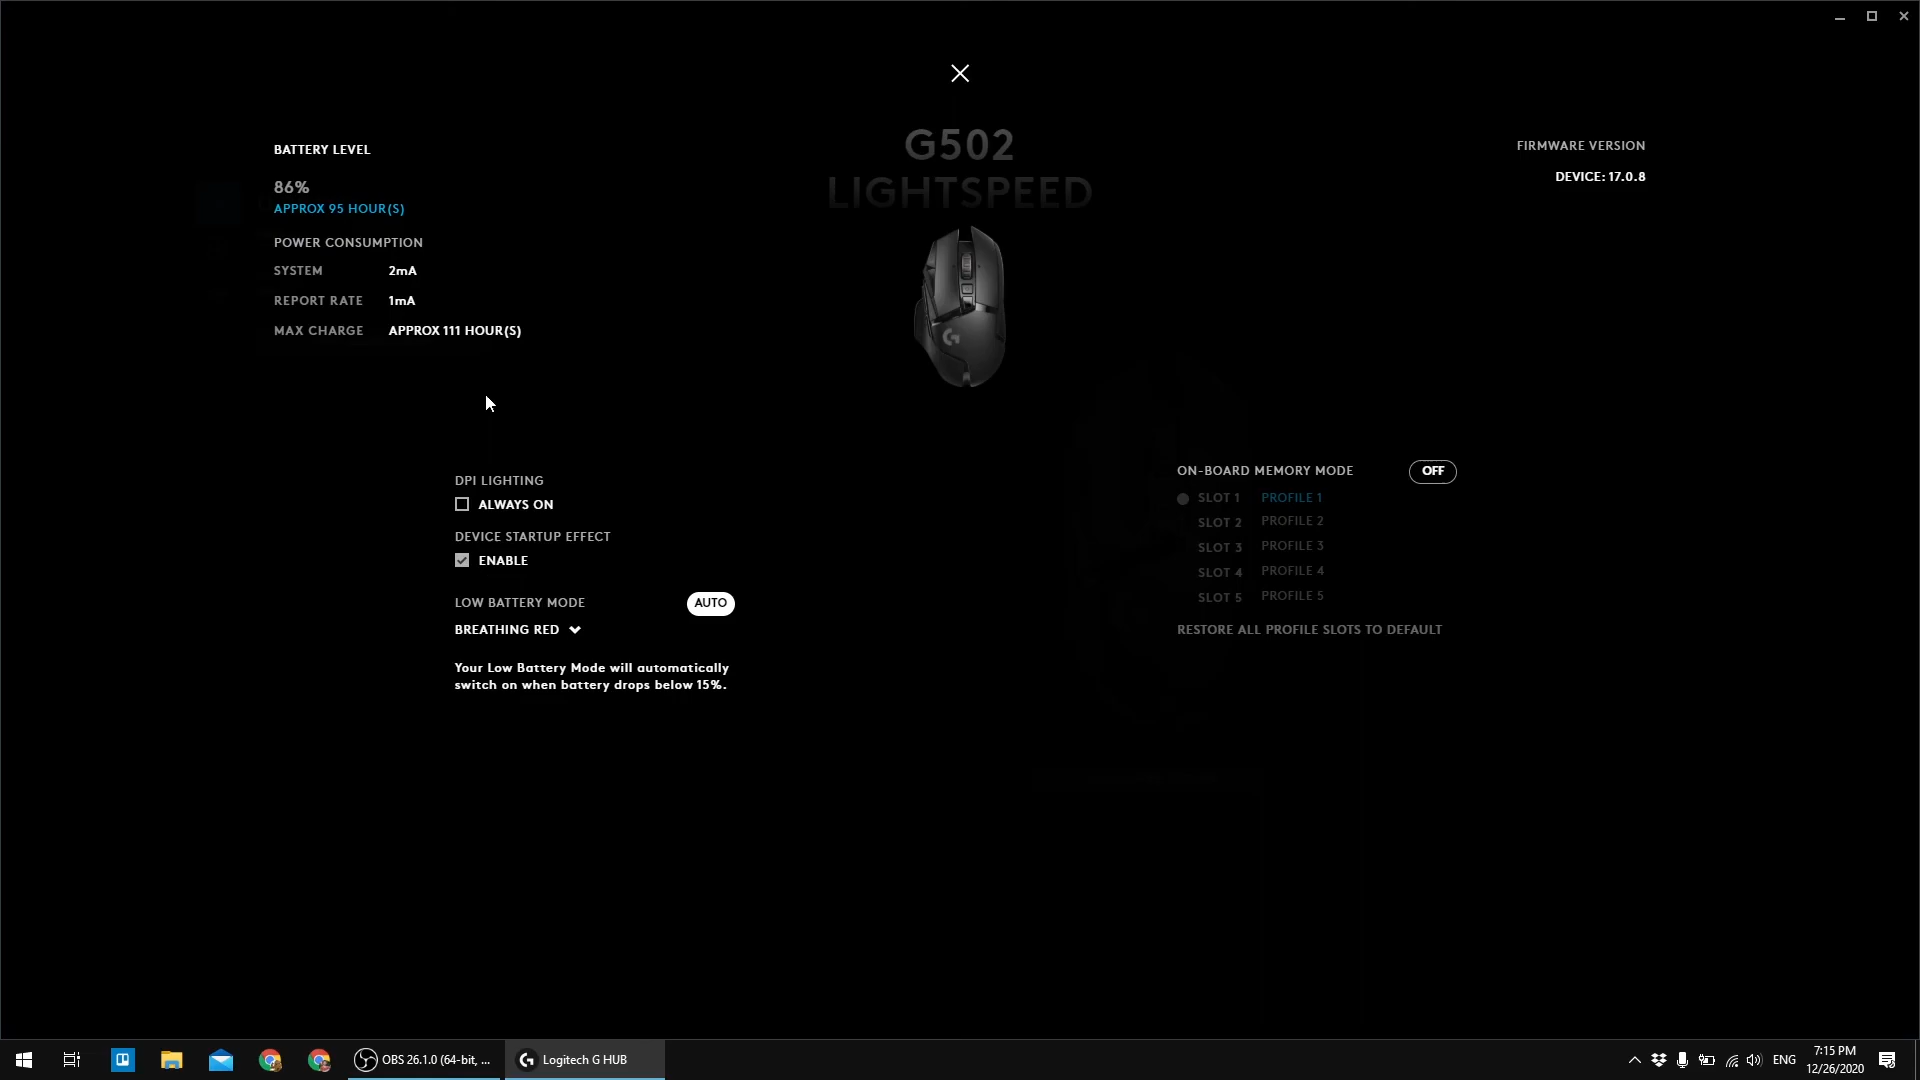 G502
LIGHTSPEED
BATTERY LEVEL
86%
APPROX 95 HOUR(S)
POWER CONSUMPTION
SYSTEM 2mA
REPORT RATE 1mA
MAX CHARGE APPROX 111 HOUR(S)
FIRMWARE VERSION
DEVICE: 17.0.8
DPI LIGHTING
ALWAYS ON
DEVICE STARTUP EFFECT
ENABLE
LOW BATTERY MODE AUTO
BREATHING RED
Your Low Battery Mode will automatically
switch on when battery drops below 15%.
ON-BOARD MEMORY MODE OFF
SLOT 1 PROFILE 1
SLOT 2 PROFILE 2
SLOT 3 PROFILE 3
SLOT 4 PROFILE 4
SLOT 5 PROFILE 5
RESTORE ALL PROFILE SLOTS TO DEFAULT
OBS 26.1.0 (64-bit, ...
Logitech G HUB
ENG
7:15 PM
12/26/2020